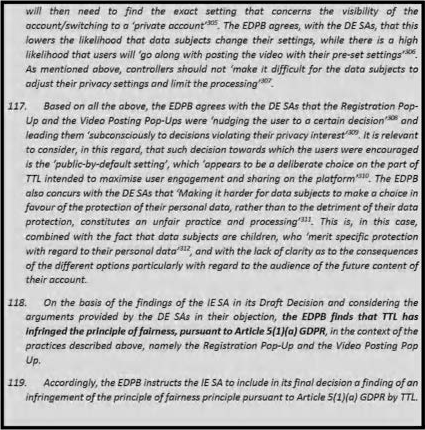 will then need to find the exact setting that concerns the visibility of the
account/switching to a 'private account'³⁰⁵. The EDPB agrees, with the DE SAs, that this
lowers the likelihood that data subjects change their settings, while there is a high
likelihood that users will 'go along with posting the video with their pre-set settings'³⁰⁶.
As mentioned above, controllers should not 'make it difficult for the data subjects to
adjust their privacy settings and limit the processing'³⁰⁷.
117. Based on all the above, the EDPB agrees with the DE SAs that the Registration Pop-
Up and the Video Posting Pop-Ups were 'nudging the user to a certain decision'³⁰⁸ and
leading them 'subconsciously to decisions violating their privacy interest'³⁰⁹. It is relevant
to consider, in this regard, that such decision towards which the users were encouraged
is the 'public-by-default setting', which 'appears to be a deliberate choice on the part of
TTL intended to maximise user engagement and sharing on the platform'³¹⁰. The EDPB
also concurs with the DE SAs that 'Making it harder for data subjects to make a choice in
favour of the protection of their personal data, rather than to the detriment of their data
protection, constitutes an unfair practice and processing'³¹¹. This is, in this case,
combined with the fact that data subjects are children, who 'merit specific protection
with regard to their personal data'³¹², and with the lack of clarity as to the consequences
of the different options particularly with regard to the audience of the future content of
their account.
118. On the basis of the findings of the IE SA in its Draft Decision and considering the
arguments provided by the DE SAs in their objection, the EDPB finds that TTL has
infringed the principle of fairness, pursuant to Article 5(1)(a) GDPR, in the context of the
practices described above, namely the Registration Pop-Up and the Video Posting Pop
Up.
119. Accordingly, the EDPB instructs the IE SA to include in its final decision a finding of an
infringement of the principle of fairness principle pursuant to Article 5(1)(a) GDPR by TTL.